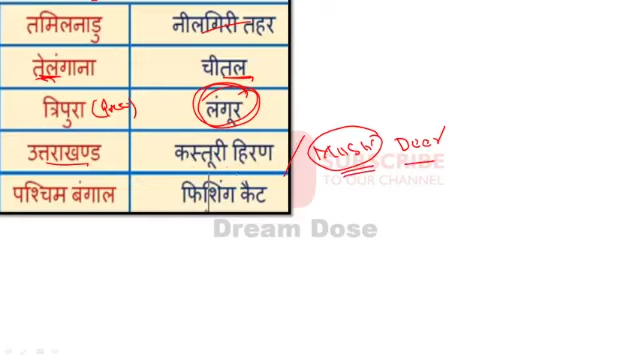 तमिलनाडु नीलगिरी तहर
तेलंगाना चीतल
त्रिपुरा लंगूर
उत्तराखण्ड कस्तूरी हिरण / Musk Deer
SUBSCRIBE
TO OUR CHANNEL
पश्चिम बंगाल फिशिंग कैट
Dream Dose